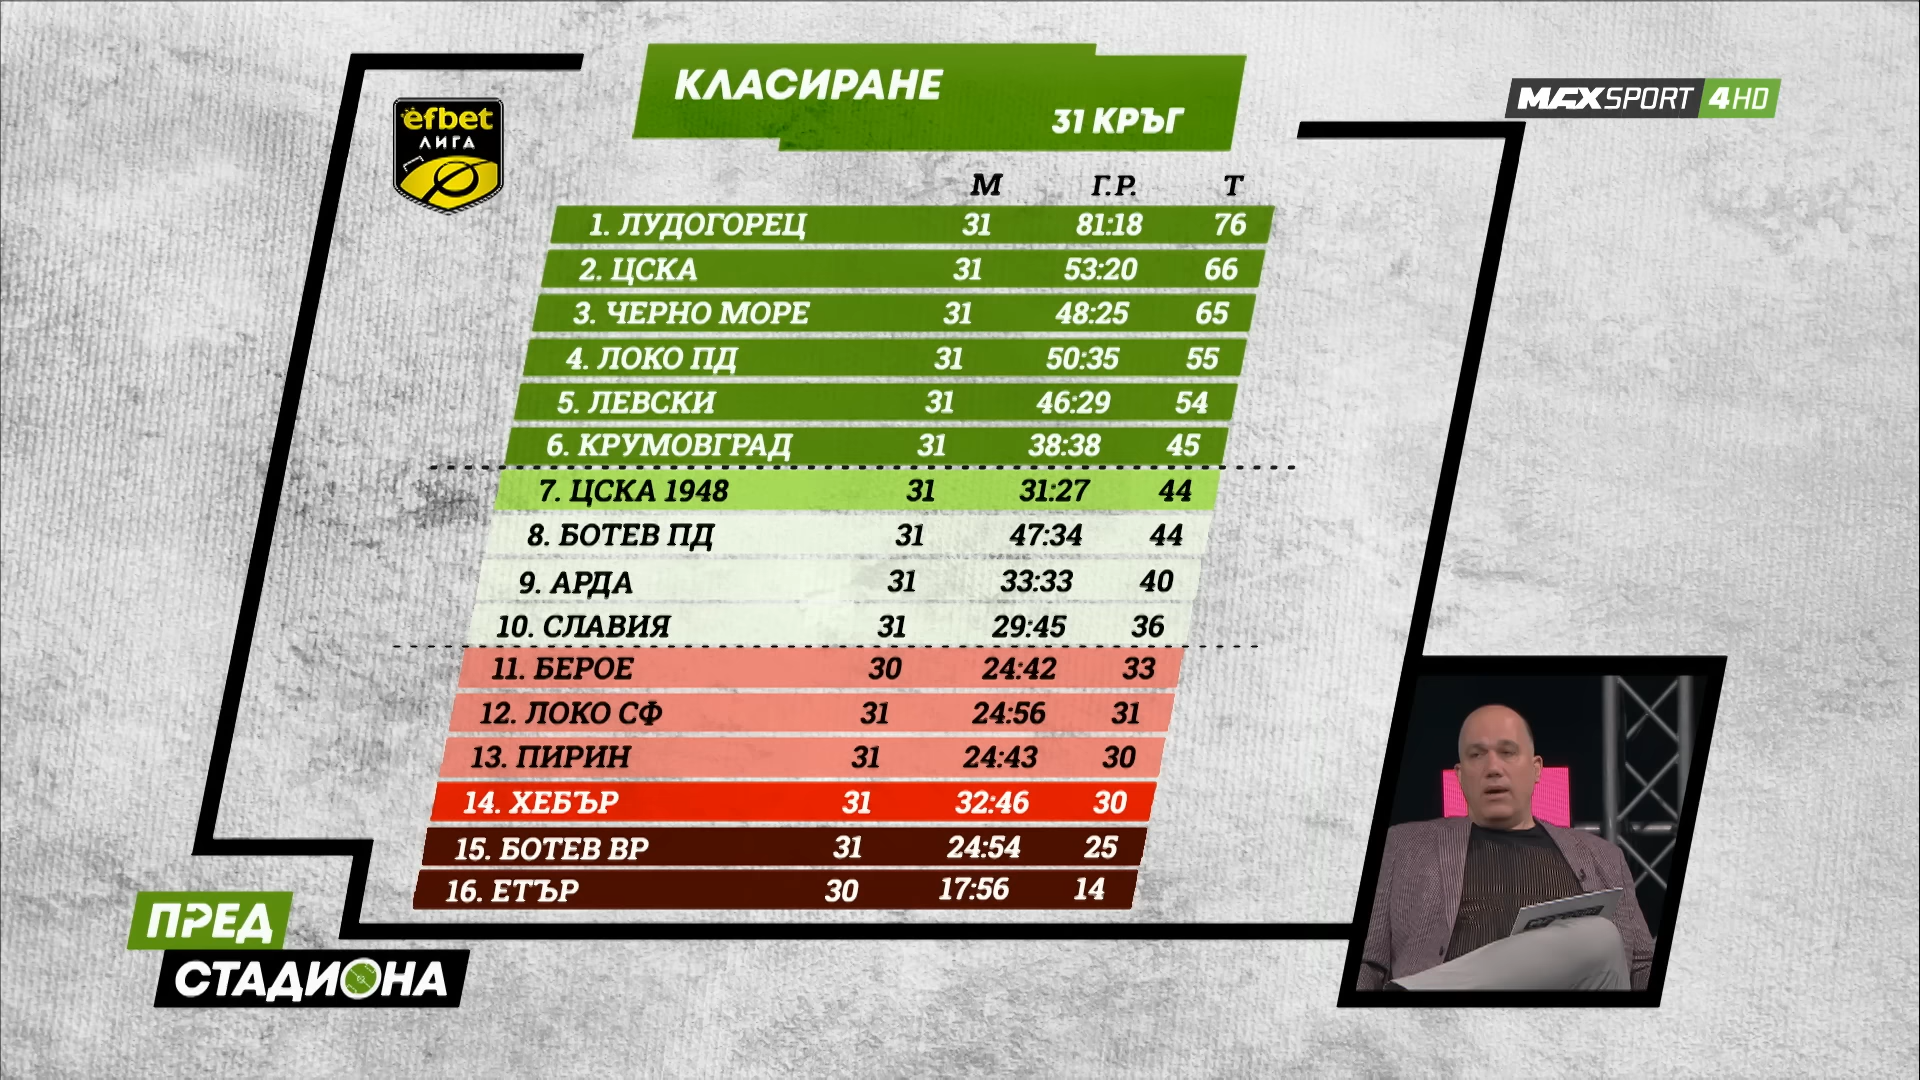 КЛАСИРАНЕ
31 КРЪГ
efbet
ЛИГА
MAXSPORT 4HD
М Г.Р. Т
1. ЛУДОГОРЕЦ 31 81:18 76
2. ЦСКА 31 53:20 66
3. ЧЕРНО МОРЕ 31 48:25 65
4. ЛОКО ПД 31 50:35 55
5. ЛЕВСКИ 31 46:29 54
6. КРУМОВГРАД 31 38:38 45
7. ЦСКА 1948 31 31:27 44
8. БОТЕВ ПД 31 47:34 44
9. АРДА 31 33:33 40
10. СЛАВИЯ 31 29:45 36
11. БЕРОЕ 30 24:42 33
12. ЛОКО СФ 31 24:56 31
13. ПИРИН 31 24:43 30
14. ХЕБЪР 31 32:46 30
15. БОТЕВ ВР 31 24:54 25
16. ЕТЪР 30 17:56 14
ПРЕД
СТАДИОНА